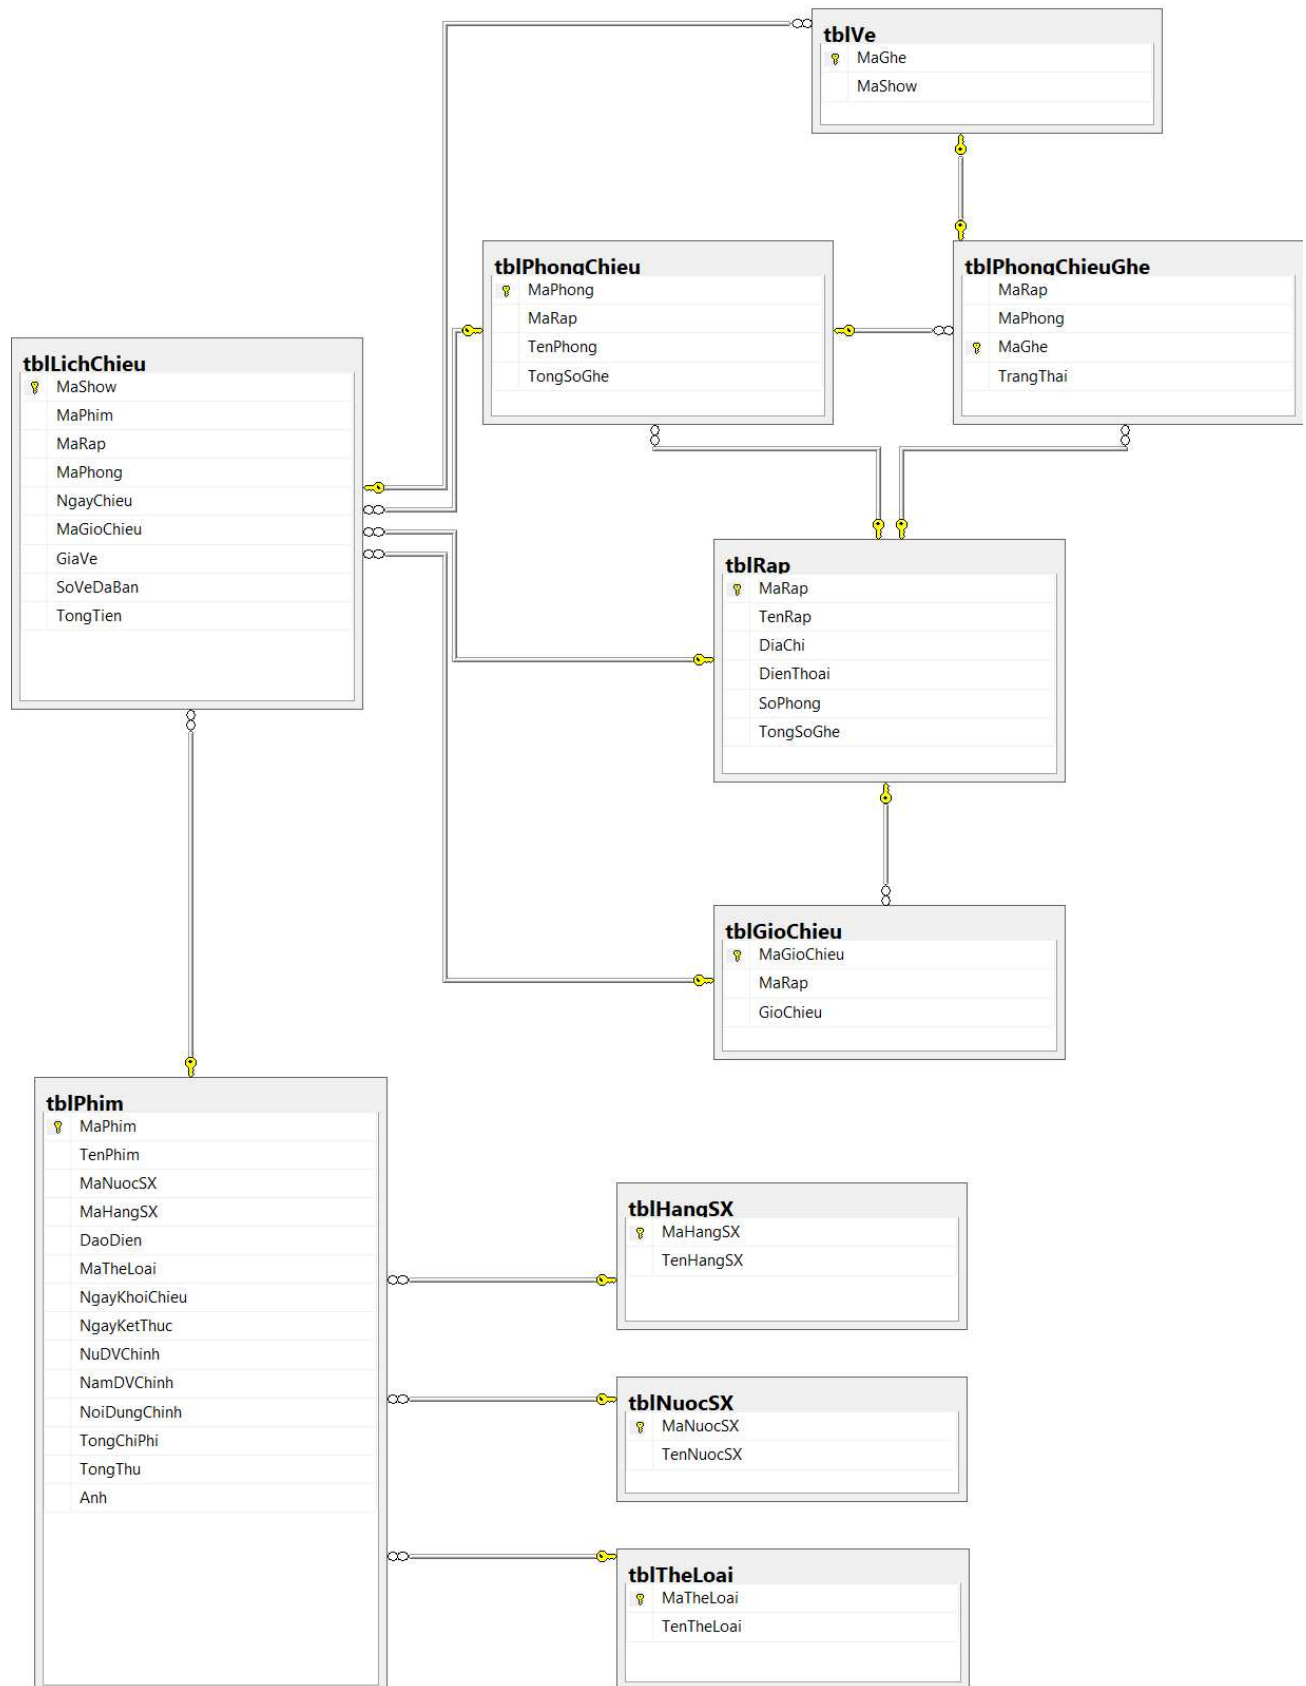 tblVe
MaGhe
MaShow
tblPhongChieu
MaPhong
MaRap
TenPhong
TongSoGhe
tblPhongChieuGhe
MaRap
MaPhong
MaGhe
TrangThai
tblLichChieu
MaShow
MaPhim
MaRap
MaPhong
NgayChieu
MaGioChieu
GiaVe
SoVeDaBan
TongTien
tblRap
MaRap
TenRap
DiaChi
DienThoai
SoPhong
TongSoGhe
tblGioChieu
MaGioChieu
MaRap
GioChieu
tblPhim
MaPhim
TenPhim
MaNuocSX
MaHangSX
DaoDien
MaTheLoai
NgayKhoiChieu
NgayKetThuc
NuDVChinh
NamDVChinh
NoiDungChinh
TongChiPhi
TongThu
Anh
tblHangSX
MaHangSX
TenHangSX
tblNuocSX
MaNuocSX
TenNuocSX
tblTheLoai
MaTheLoai
TenTheLoai